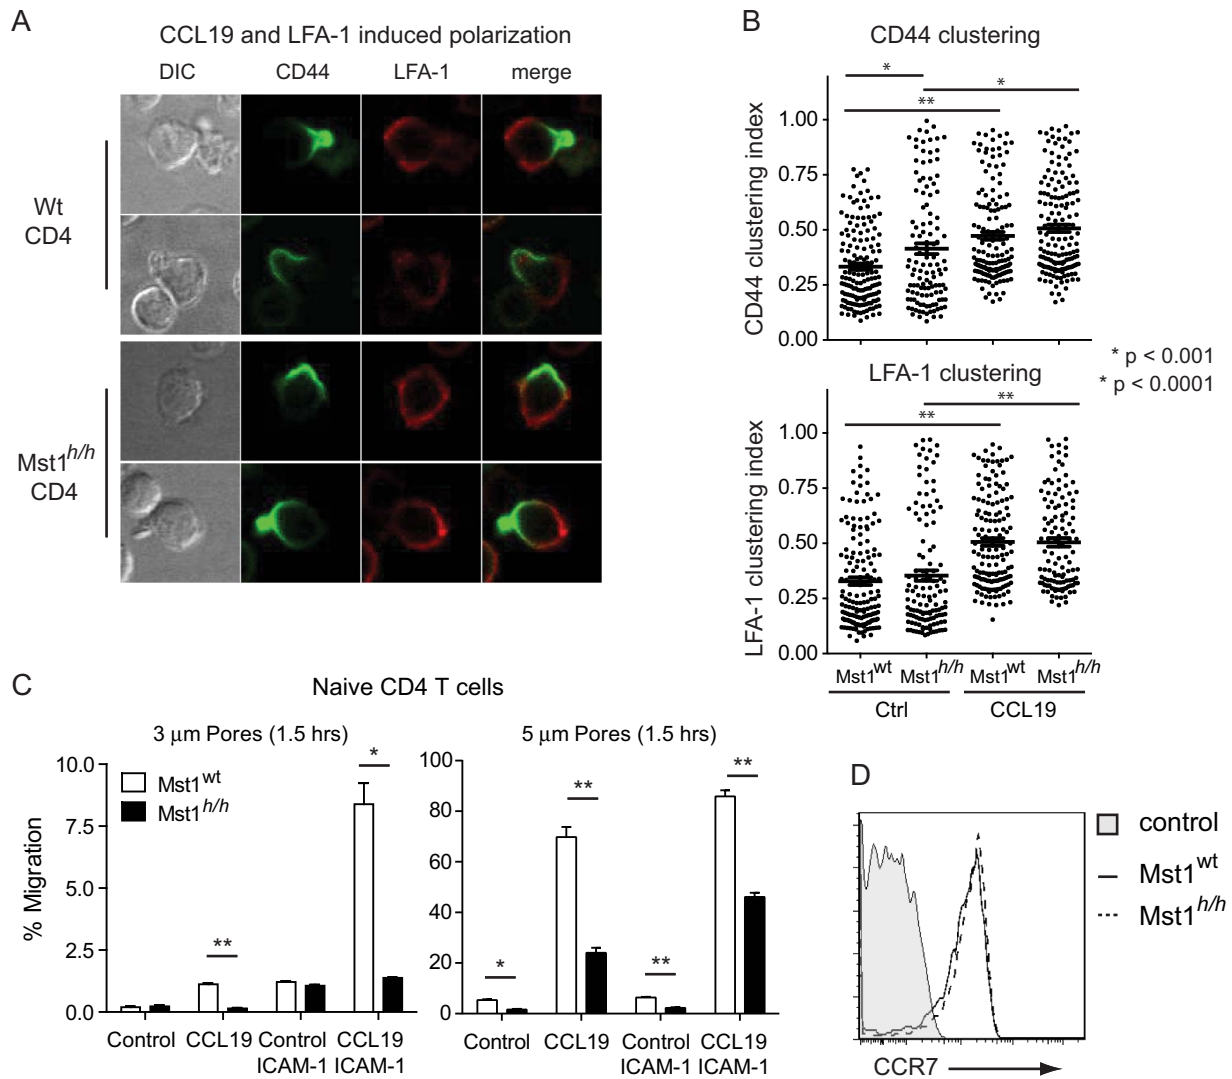 A
CCL19 and LFA-1 induced polarization
DIC CD44 LFA-1 merge
Wt
CD4
Mst1h/h
CD4
B
CD44 clustering
* *
**
CD44 clustering index
1.00
0.75
0.50
0.25
0.00
* p < 0.001
* p < 0.0001
LFA-1 clustering
**
**
LFA-1 clustering index
1.00
0.75
0.50
0.25
0.00
Mst1wt Mst1h/h Mst1wt Mst1h/h
Ctrl CCL19
C
Naive CD4 T cells
3 µm Pores (1.5 hrs)
% Migration
10.0
7.5
5.0
2.5
0.0
Mst1wt
Mst1h/h
**
*
Control CCL19 Control ICAM-1 CCL19 ICAM-1
5 µm Pores (1.5 hrs)
100
80
60
40
20
0
* ** ** **
Control CCL19 Control ICAM-1 CCL19 ICAM-1
D
control
Mst1wt
Mst1h/h
CCR7